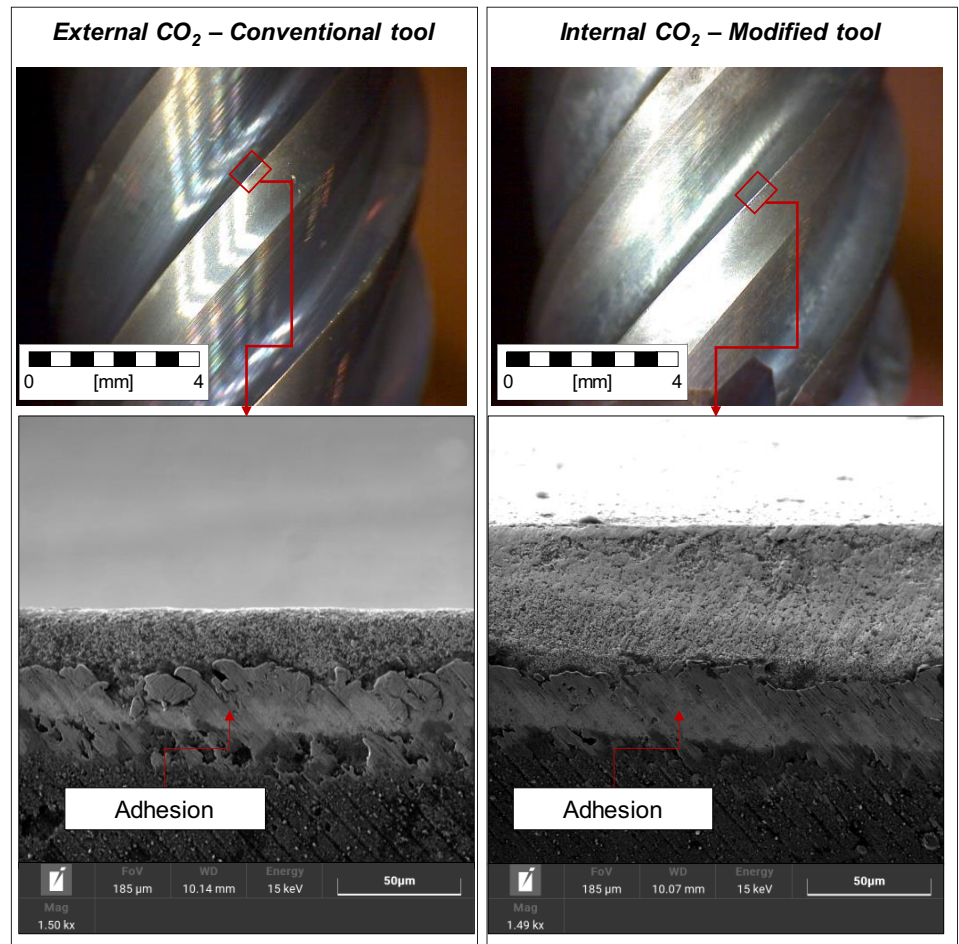 External CO₂ – Conventional tool
0 [mm] 4
Adhesion
FoV WD Energy
185 µm 10.14 mm 15 keV 50µm
Mag
1.50 kx
Internal CO₂ – Modified tool
0 [mm] 4
Adhesion
FoV WD Energy
185 µm 10.07 mm 15 keV 50µm
Mag
1.49 kx